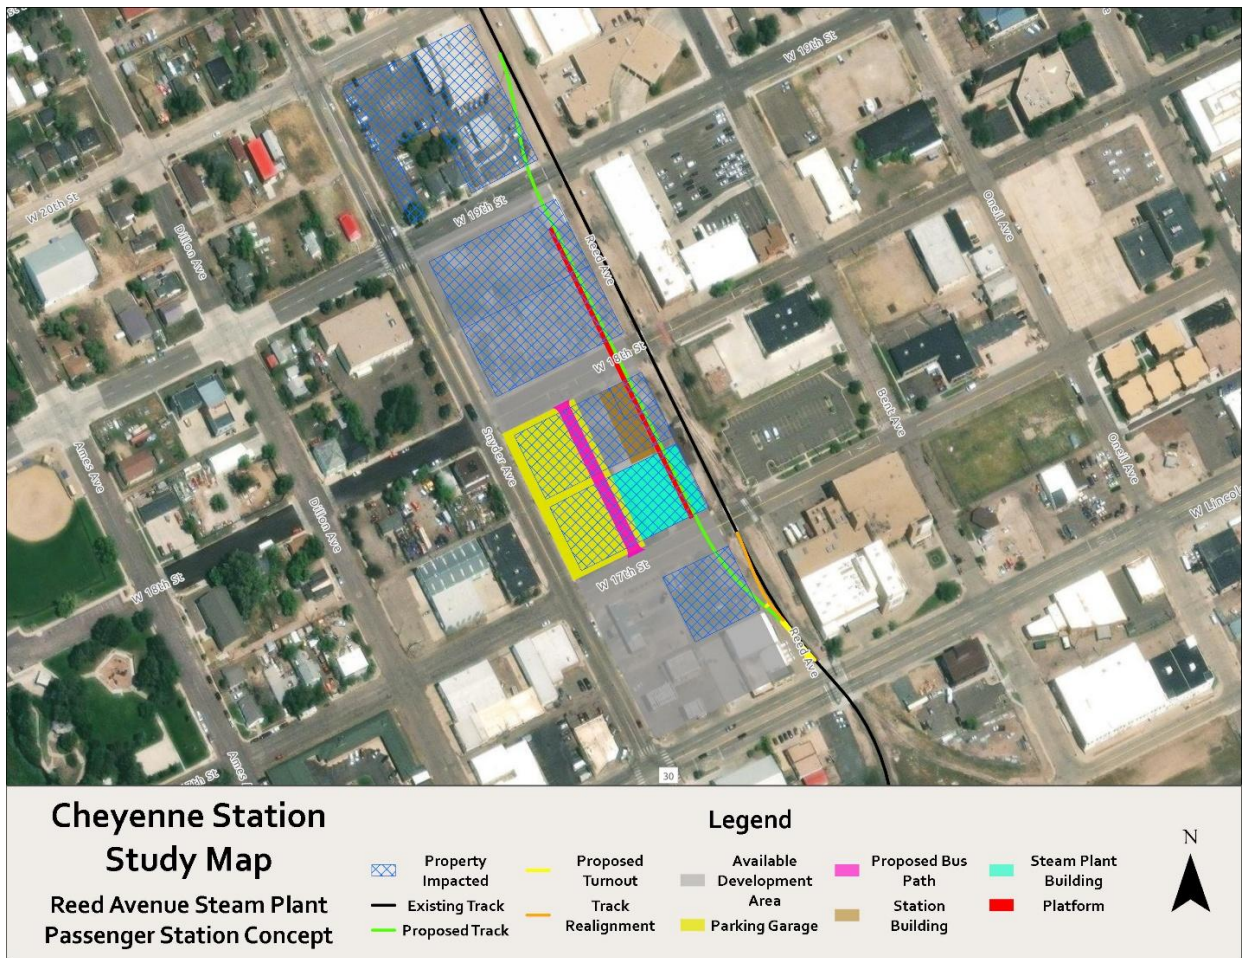 W 19th St
W 20th St
W 19th St
Oneil Ave
Dillon Ave
Reed Ave
W 18th St
Bent Ave
Snyder Ave
Ames Ave
Oneil Ave
W Lincoln
Dillon Ave
W 18th St
W 17th St
Reed Ave
Ames A
17th St
30
Cheyenne Station
Study Map
Reed Avenue Steam Plant
Passenger Station Concept
Legend
Property
Impacted
Existing Track
Proposed Track
Proposed
Turnout
Track
Realignment
Available
Development
Area
Parking Garage
Proposed Bus
Path
Station
Building
Steam Plant
Building
Platform
N